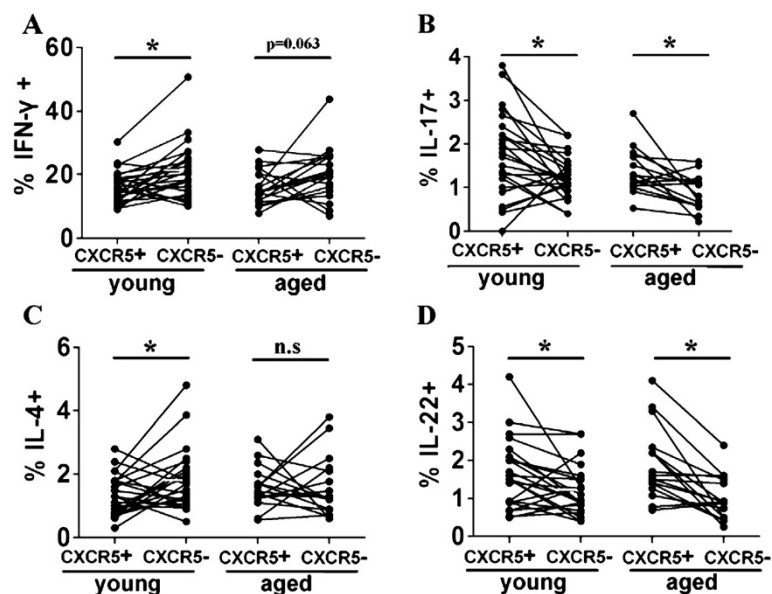 A
% IFN-γ +
60
40
20
0
*
p=0.063
CXCR5+ CXCR5- CXCR5+ CXCR5-
young aged
B
% IL-17+
4
3
2
1
0
* *
CXCR5+ CXCR5- CXCR5+ CXCR5-
young aged
C
% IL-4+
6
4
2
0
* n.s
CXCR5+ CXCR5- CXCR5+ CXCR5-
young aged
D
% IL-22+
5
4
3
2
1
0
* *
CXCR5+ CXCR5- CXCR5+ CXCR5-
young aged